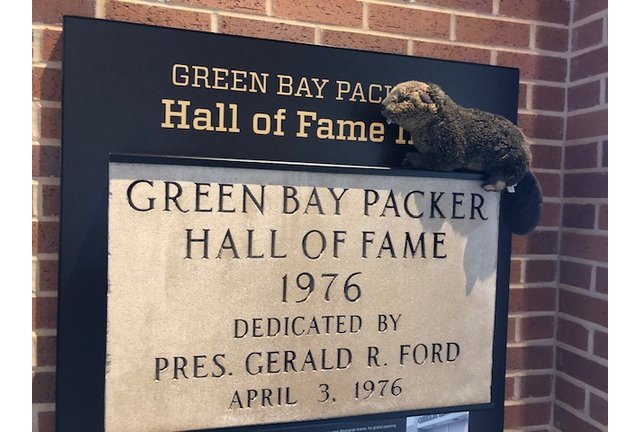 GREEN BAY PAC
Hall of Fame
GREEN BAY PACKER
HALL OF FAME
1976
DEDICATED BY
PRES. GERALD R. FORD
APRIL 3, 1976